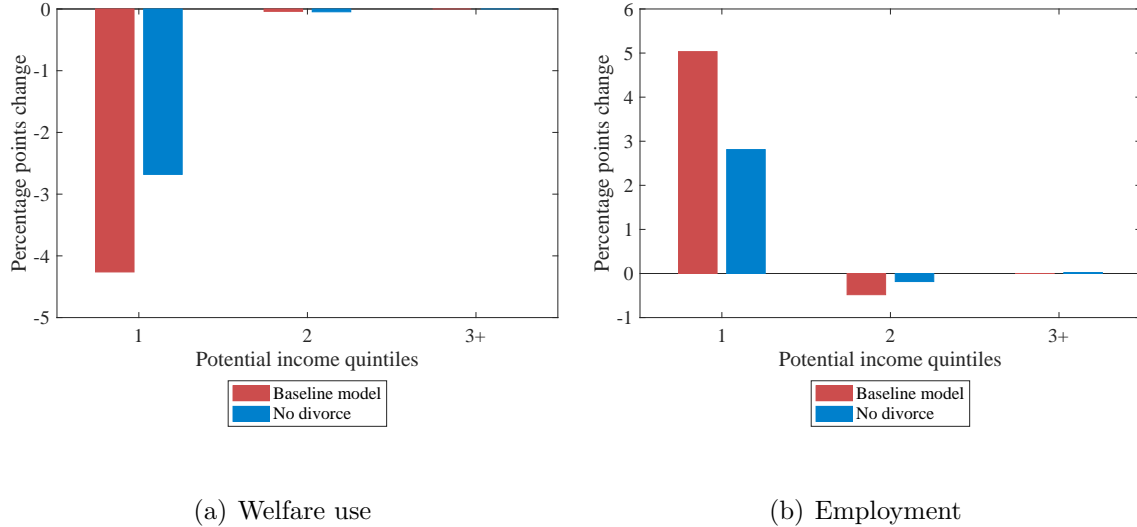 0
-1
-2
-3
-4
-5
Percentage points change
1
2
3+
Potential income quintiles
Baseline model
No divorce
(a) Welfare use
6
5
4
3
2
1
0
-1
Percentage points change
1
2
3+
Potential income quintiles
Baseline model
No divorce
(b) Employment